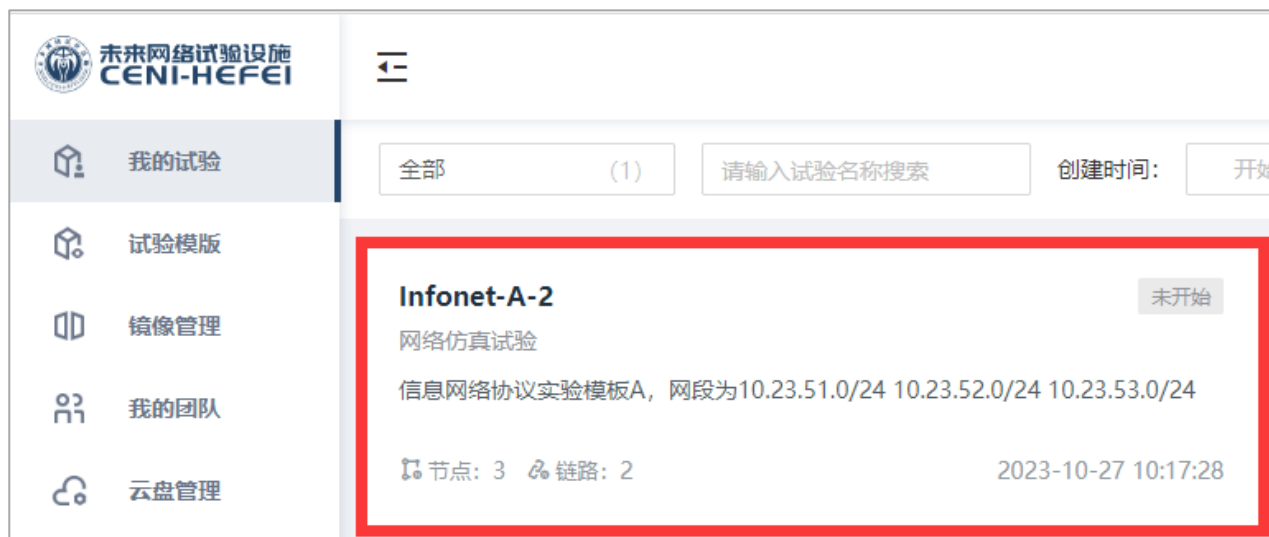 未来网络试验设施
CENI-HEFEI
我的试验
试验模版
镜像管理
我的团队
云盘管理
全部 (1) 请输入试验名称搜索 创建时间: 开始
Infonet-A-2 未开始
网络仿真试验
信息网络协议实验模板A，网段为10.23.51.0/24 10.23.52.0/24 10.23.53.0/24
节点: 3 链路: 2 2023-10-27 10:17:28